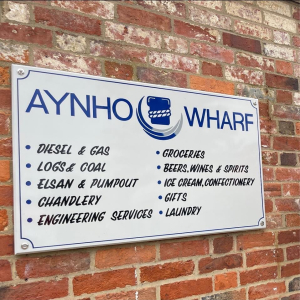 AYNHO WHARF
• DIESEL & GAS
• LOGS & COAL
• ELSAN & PUMPOUT
• CHANDLERY
• ENGINEERING SERVICES
• GROCERIES
• BEERS, WINES & SPIRITS
• ICE CREAM, CONFECTIONERY
• GIFTS
• LAUNDRY